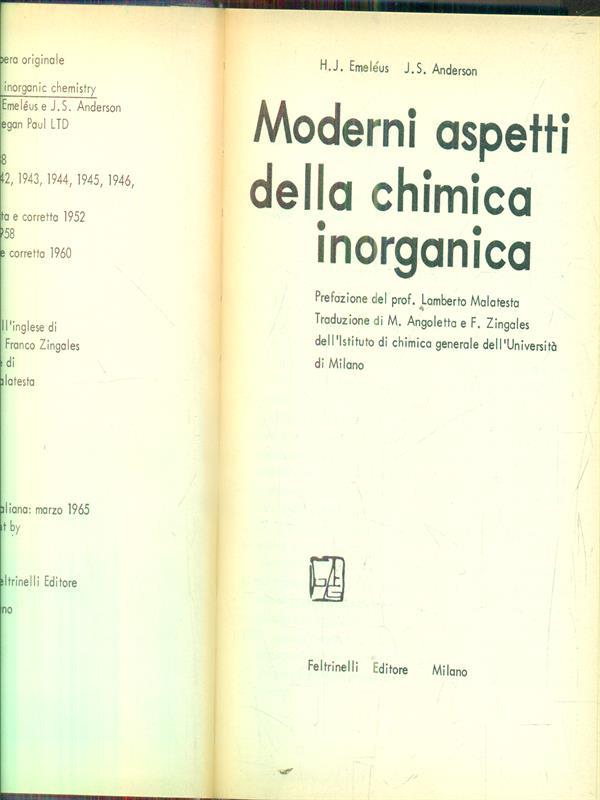 pera originale
inorganic chemistry
Emeléus e J.S. Anderson
egan Paul LTD
8
42, 1943, 1944, 1945, 1946,
ta e corretta 1952
958
e corretta 1960
ll'inglese di
Franco Zingales
e di
alatesta
aliana: marzo 1965
t by
eltrinelli Editore
no
H.J. Emeléus J.S. Anderson
Moderni aspetti
della chimica
inorganica
Prefazione del prof. Lamberto Malatesta
Traduzione di M. Angoletta e F. Zingales
dell'Istituto di chimica generale dell'Università
di Milano
Feltrinelli Editore Milano